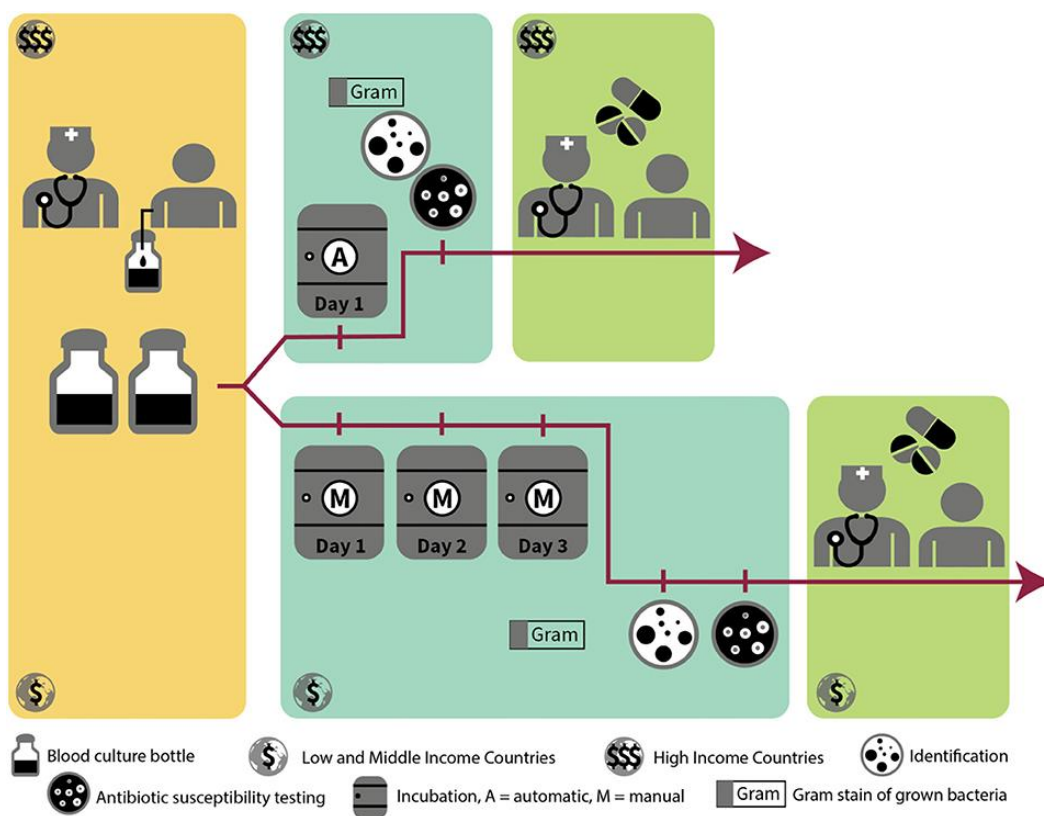 $$$
$$$
$$$
Gram
A
Day 1
M
M
M
Day 1
Day 2
Day 3
Gram
$
$
$
Blood culture bottle
$
Low and Middle Income Countries
$$$
High Income Countries
Identification
Antibiotic susceptibility testing
Incubation, A = automatic, M = manual
Gram
Gram stain of grown bacteria